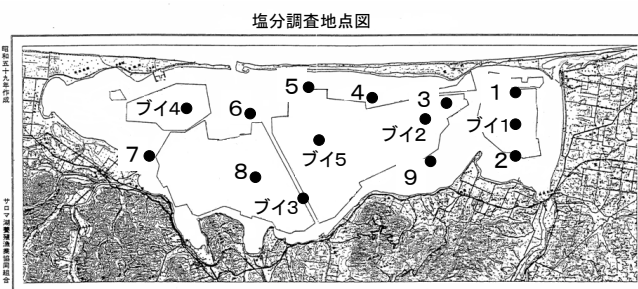 塩分調査地点図
昭和五十九年作成
サロマ湖養殖漁業協同組合
5
4
3
1
ブイ4
6
ブイ2
ブイ1
7
ブイ5
2
8
9
ブイ3